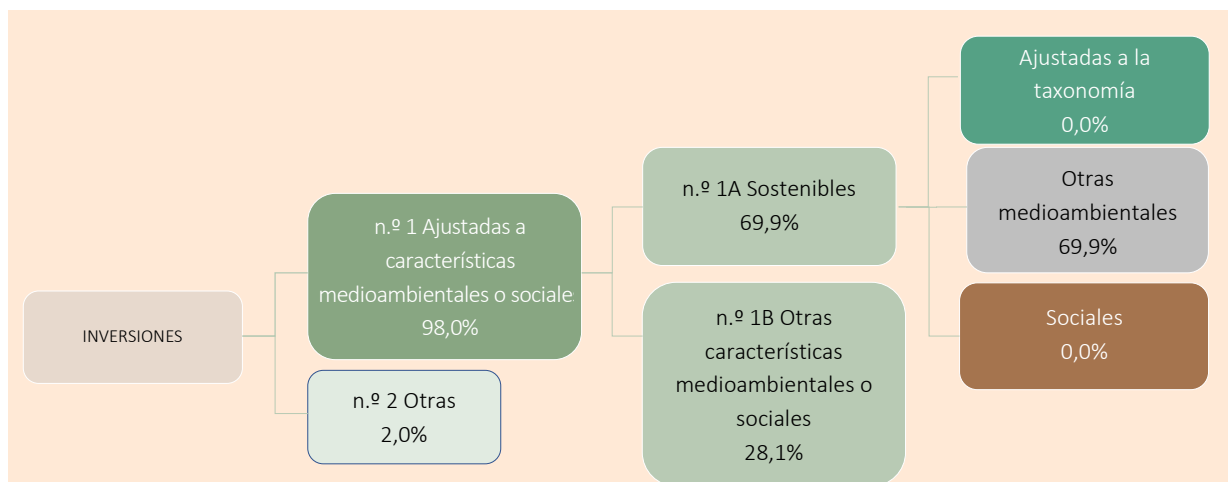 INVERSIONES
n.º 1 Ajustadas a
características
medioambientales o sociale
98,0%
n.º 2 Otras
2,0%
n.º 1A Sostenibles
69,9%
n.º 1B Otras
características
medioambientales o
sociales
28,1%
Ajustadas a la
taxonomía
0,0%
Otras
medioambientales
69,9%
Sociales
0,0%